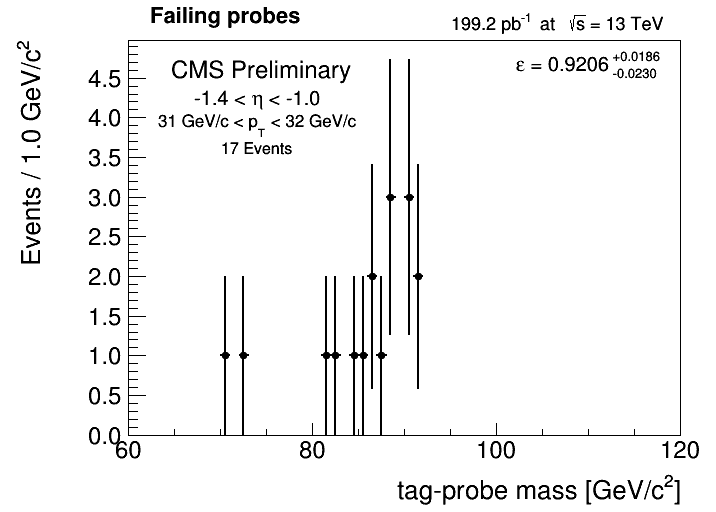 Failing probes
199.2 pb⁻¹ at √s = 13 TeV
CMS Preliminary
-1.4 < η < -1.0
31 GeV/c < p_T < 32 GeV/c
17 Events
ε = 0.9206 +0.0186 -0.0230
Events / 1.0 GeV/c²
4.5
4.0
3.5
3.0
2.5
2.0
1.5
1.0
0.5
0.0
60 80 100 120
tag-probe mass [GeV/c²]